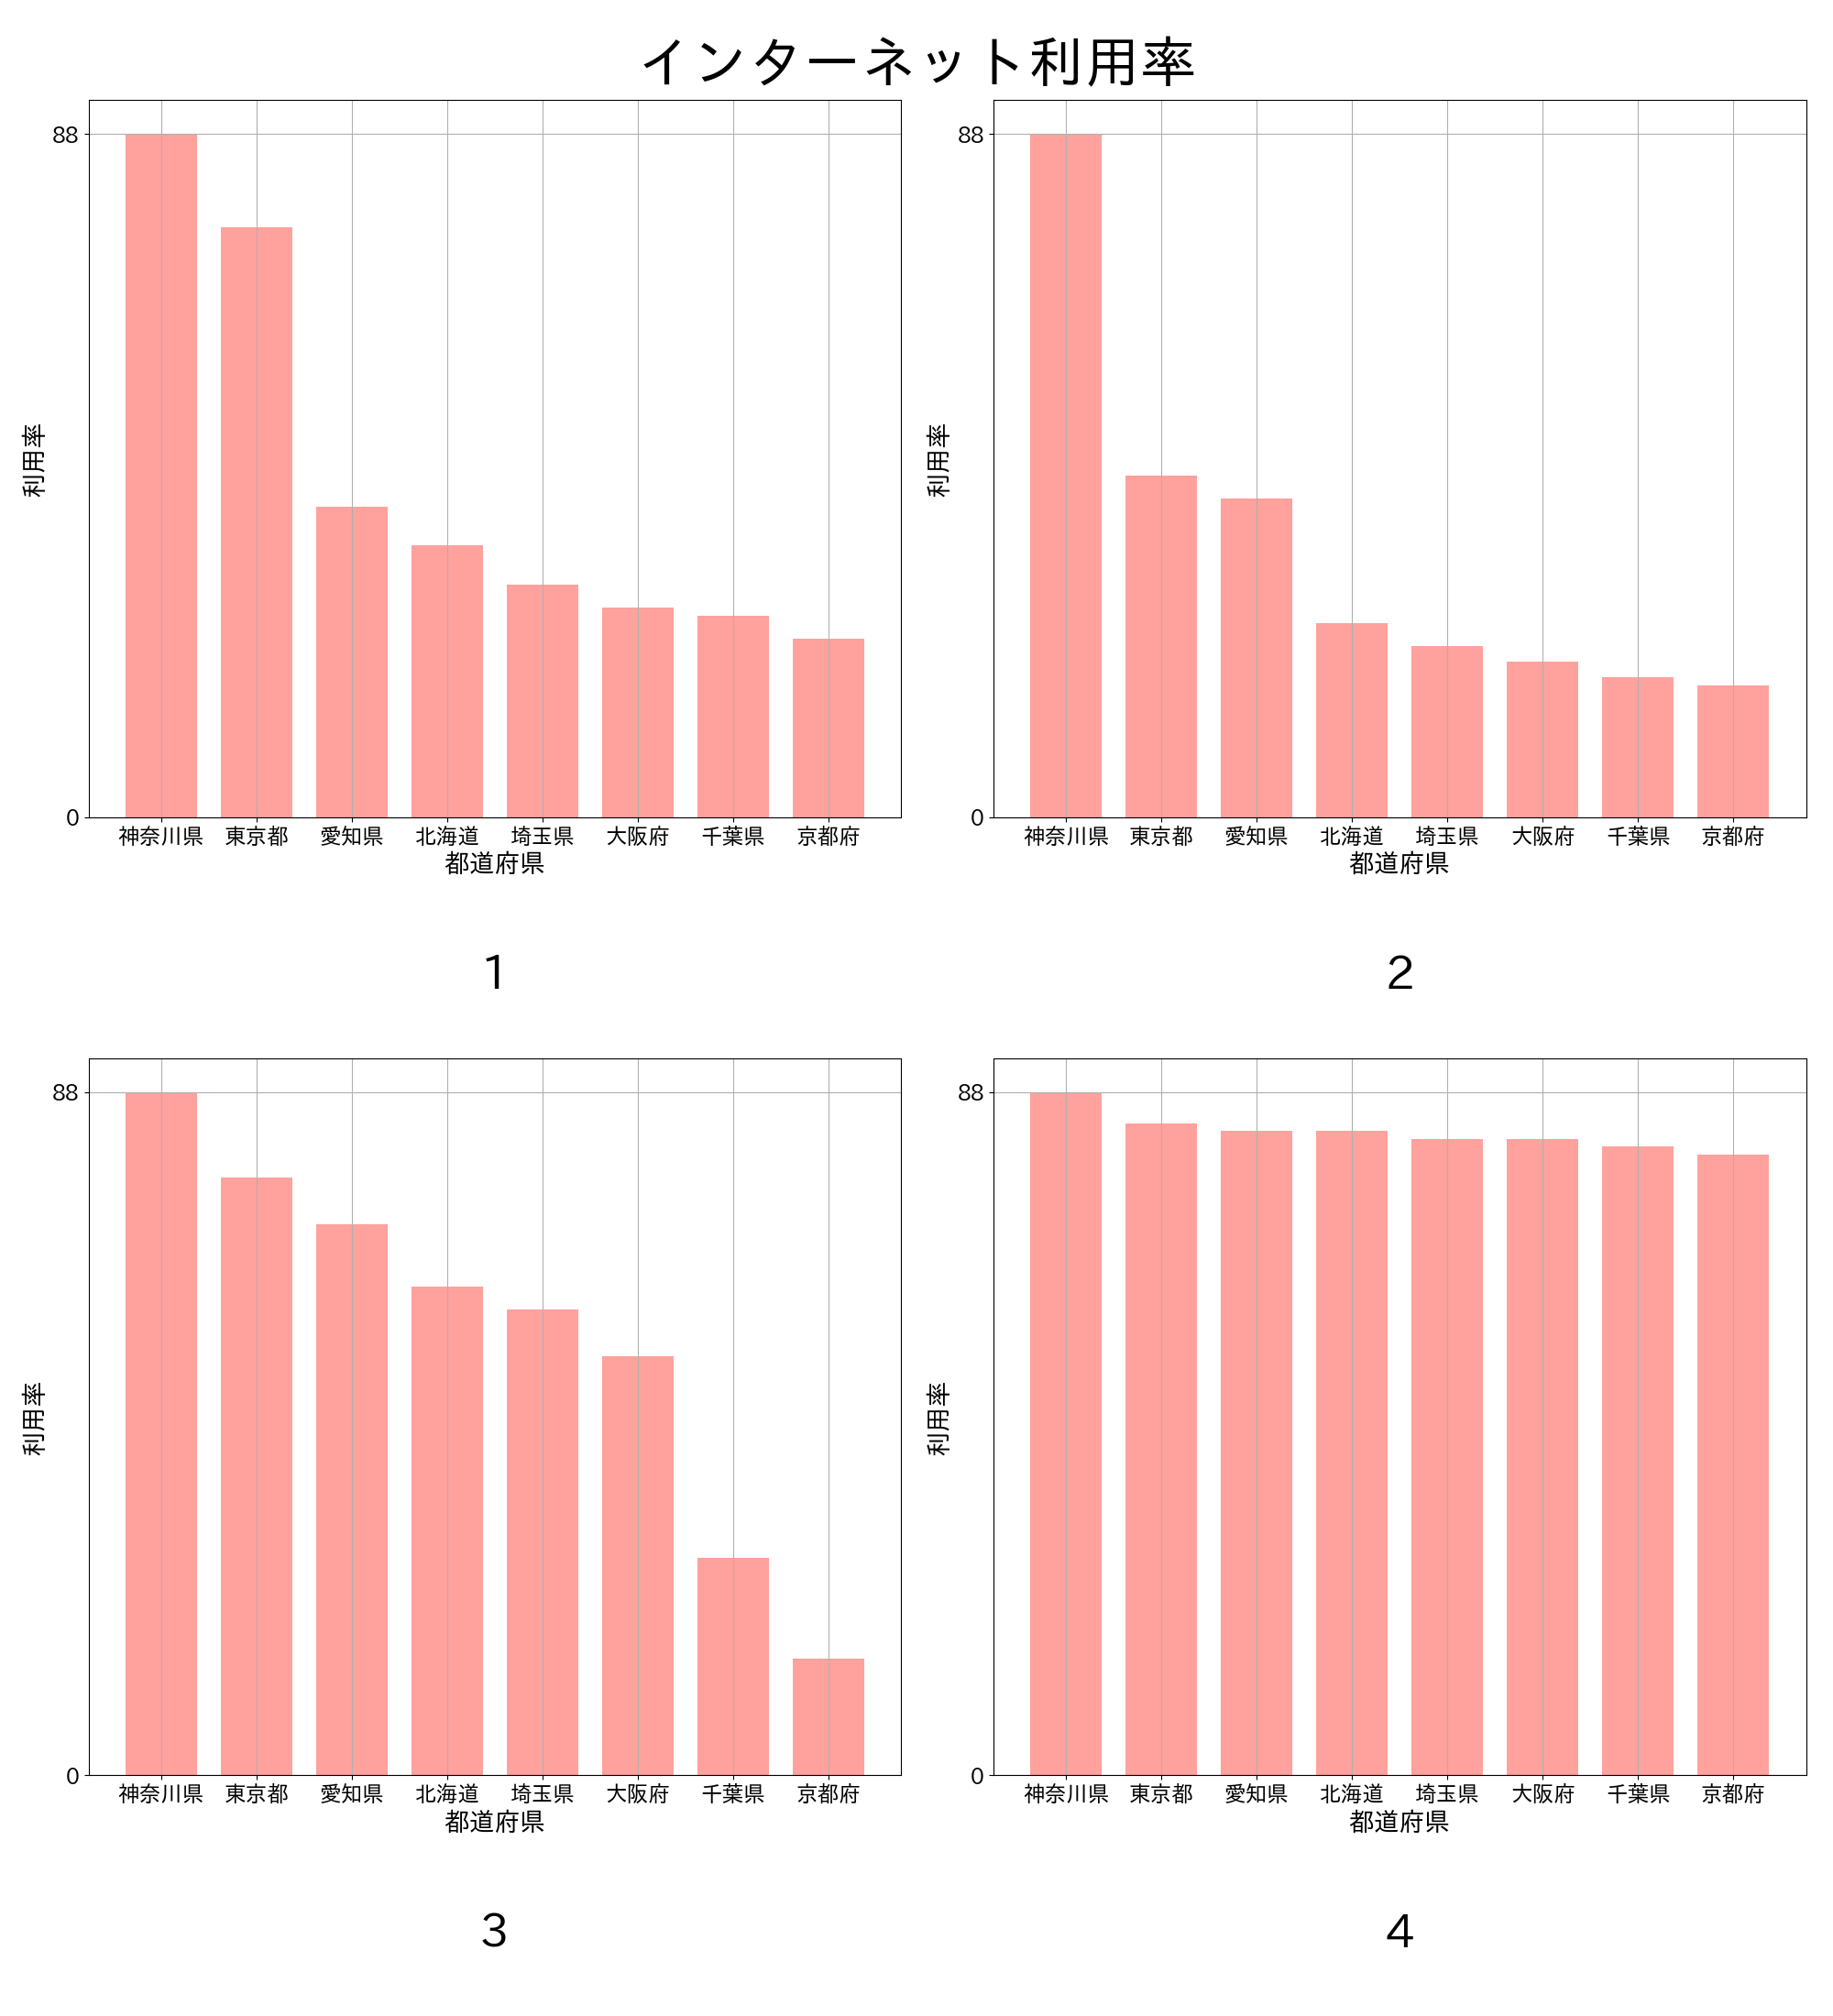 インターネット利用率
88
0
利用率
神奈川県 東京都 愛知県 北海道 埼玉県 大阪府 千葉県 京都府
都道府県
1
88
0
利用率
神奈川県 東京都 愛知県 北海道 埼玉県 大阪府 千葉県 京都府
都道府県
2
88
0
利用率
神奈川県 東京都 愛知県 北海道 埼玉県 大阪府 千葉県 京都府
都道府県
3
88
0
利用率
神奈川県 東京都 愛知県 北海道 埼玉県 大阪府 千葉県 京都府
都道府県
4